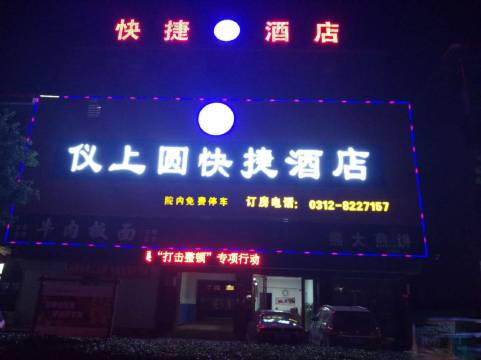 快捷酒店
仪上圆快捷酒店
院内免费停车 订房电话：0312-8227157
牛肉板面
"打击整顿"专项行动